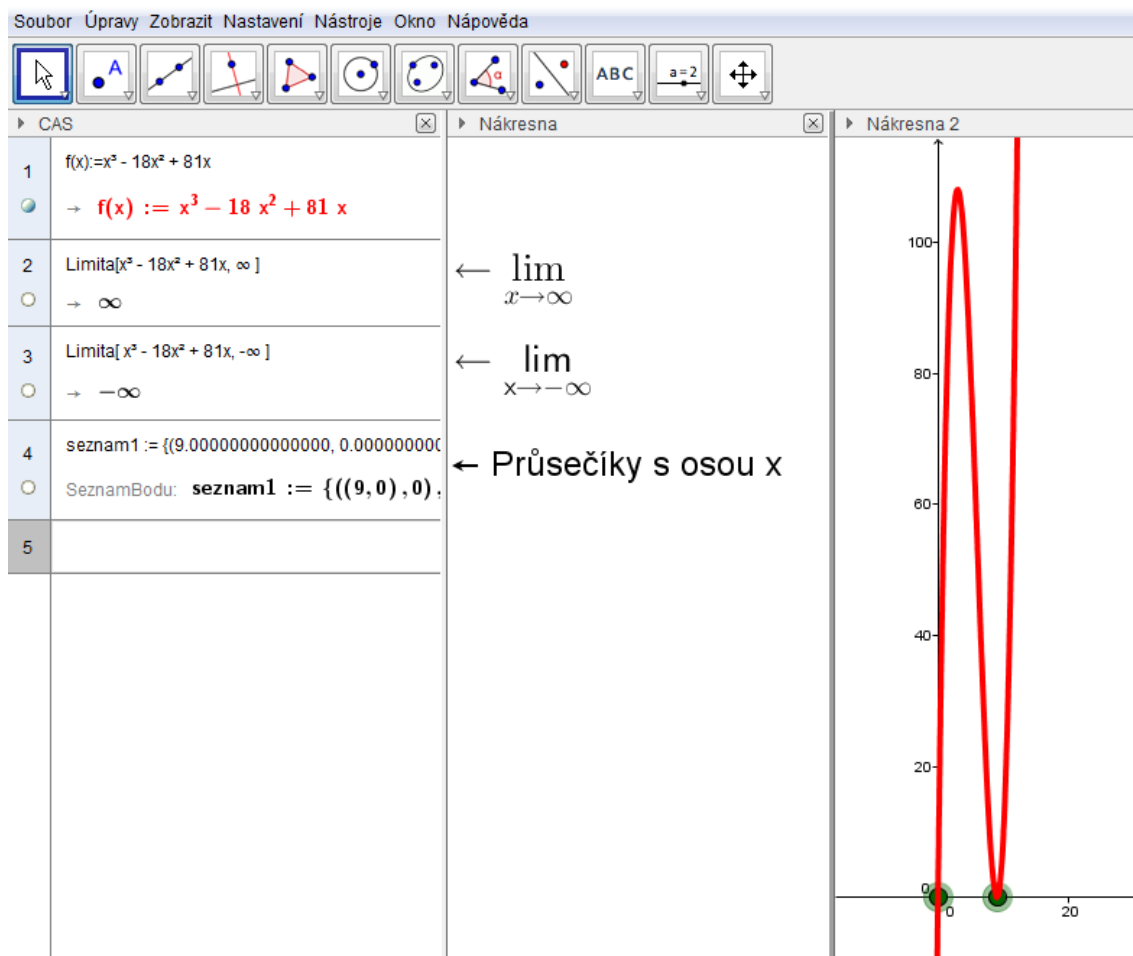 Soubor Úpravy Zobrazit Nastavení Nástroje Okno Nápověda
A
α
ABC
a=2
CAS
Nákresna
Nákresna 2
1
f(x):=x³ - 18x² + 81x
→ f(x) := x³ − 18 x² + 81 x
2
Limita[x³ - 18x² + 81x, ∞ ]
→ ∞
← lim
x→∞
3
Limita[ x³ - 18x² + 81x, -∞ ]
→ −∞
← lim
x→−∞
4
seznam1 := {(9.00000000000000, 0.000000000
SeznamBodu: seznam1 := {((9,0),0),
← Průsečíky s osou x
5
100
80
60
40
20
0
0
20